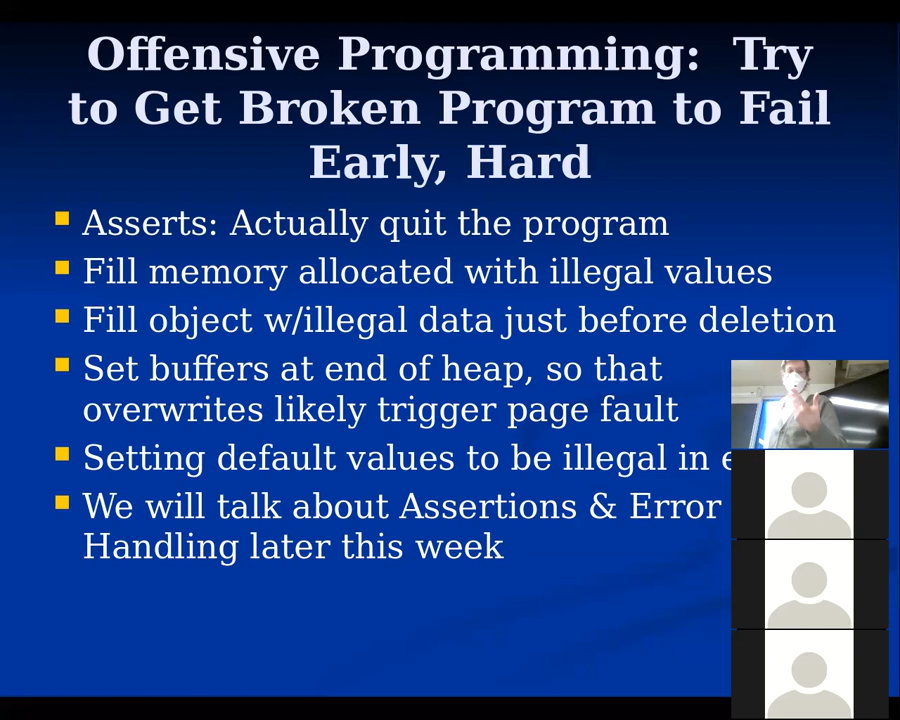 Offensive Programming: Try
to Get Broken Program to Fail
Early, Hard
Asserts: Actually quit the program
Fill memory allocated with illegal values
Fill object w/illegal data just before deletion
Set buffers at end of heap, so that
overwrites likely trigger page fault
Setting default values to be illegal in
We will talk about Assertions & Error
Handling later this week